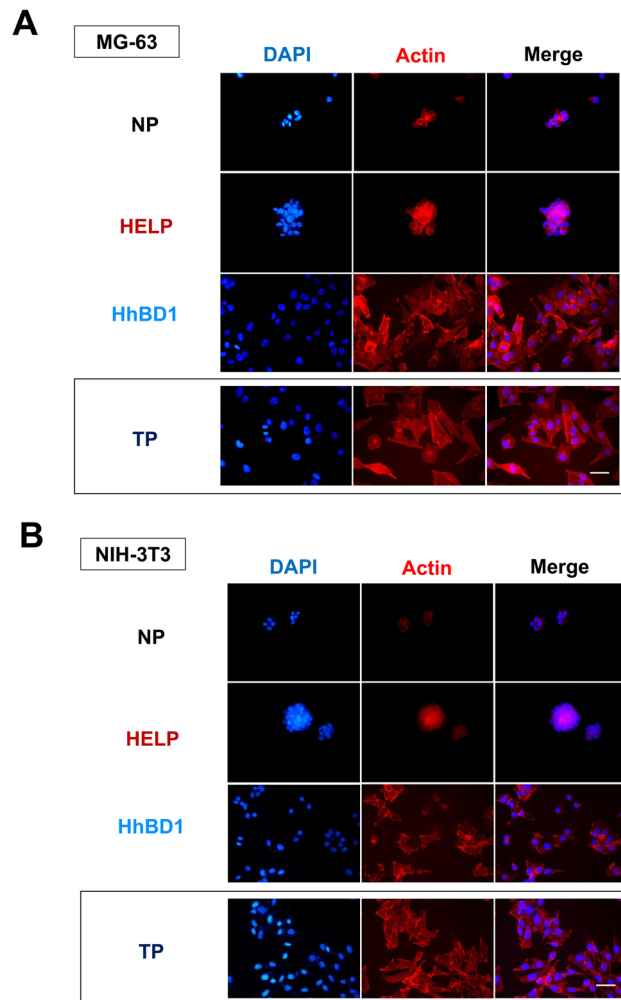 A
MG-63
DAPI Actin Merge
NP
HELP
HhBD1
TP
B
NIH-3T3
DAPI Actin Merge
NP
HELP
HhBD1
TP